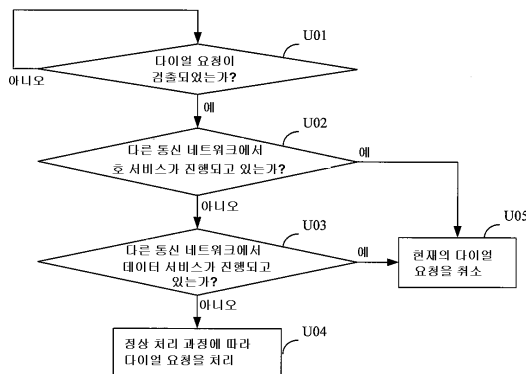 U01
다이얼 요청이
검출되었는가?
아니오
예
U02
다른 통신 네트워크에서
호 서비스가 진행되고 있는가?
예
아니오
U03
다른 통신 네트워크에서
데이터 서비스가 진행되고
있는가?
예
U05
현재의 다이얼
요청을 취소
아니오
U04
정상 처리 과정에 따라
다이얼 요청을 처리